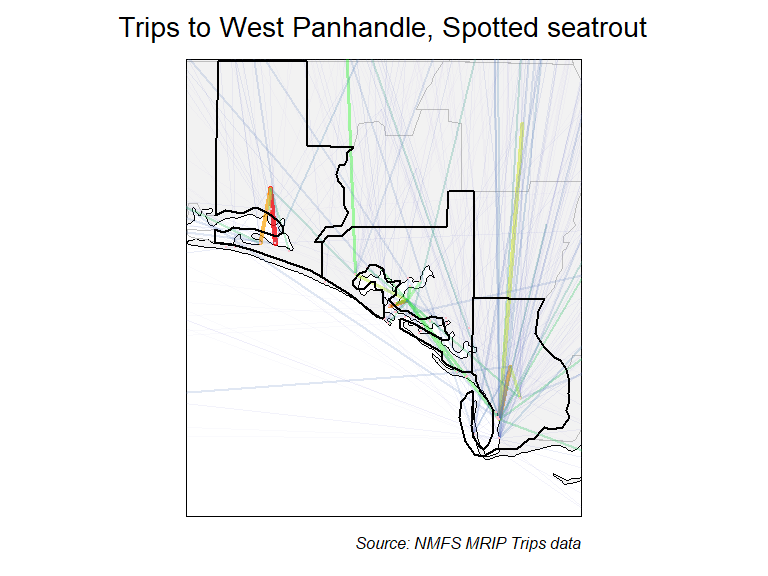 Trips to West Panhandle, Spotted seatrout
Source: NMFS MRIP Trips data